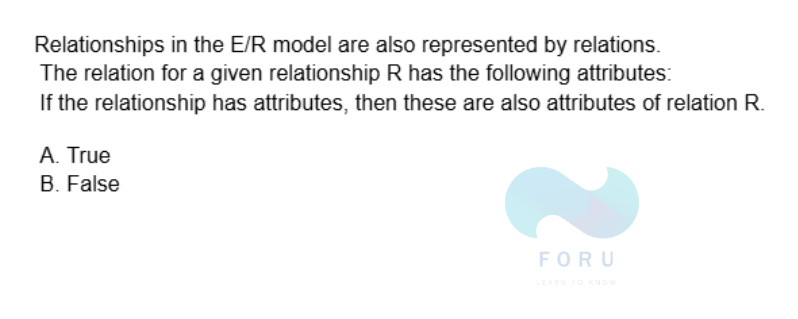 Relationships in the E/R model are also represented by relations.
The relation for a given relationship R has the following attributes:
If the relationship has attributes, then these are also attributes of relation R.
A. True
B. False
FORU
LEARN TO KNOW